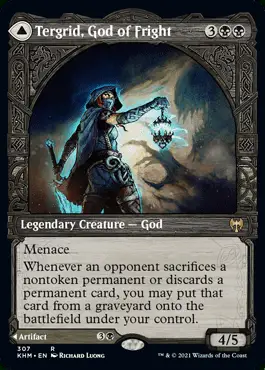 Tergrid, God of Fright 3
Legendary Creature — God
Menace
Whenever an opponent sacrifices a
nontoken permanent or discards a
permanent card, you may put that
card from a graveyard onto the
battlefield under your control.
Artifact 3
4/5
307 R
KHM • EN Richard Luong
™ & © 2021 Wizards of the Coast